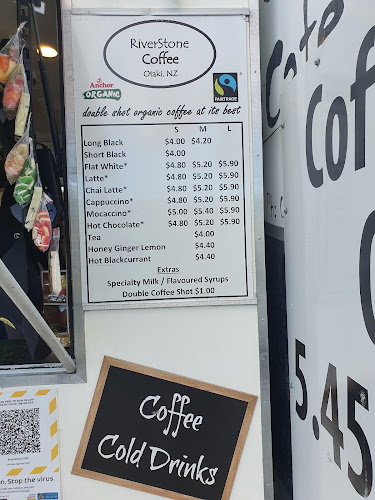 RiverStone
Coffee
Otaki, NZ
Anchor
ORGANIC
FAIRTRADE
double shot organic coffee at its best
S M L
Long Black $4.00 $4.20
Short Black $4.00
Flat White* $4.80 $5.20 $5.90
Latte* $4.80 $5.20 $5.90
Chai Latte* $4.80 $5.20 $5.90
Cappuccino* $4.80 $5.20 $5.90
Mocaccino* $5.00 $5.40 $5.90
Hot Chocolate* $4.80 $5.20 $5.90
Tea $4.00
Honey Ginger Lemon $4.40
Hot Blackcurrant $4.40
Extras
Specialty Milk / Flavoured Syrups
Double Coffee Shot $1.00
Coffee
Cold Drinks
Stop the virus.
5.45